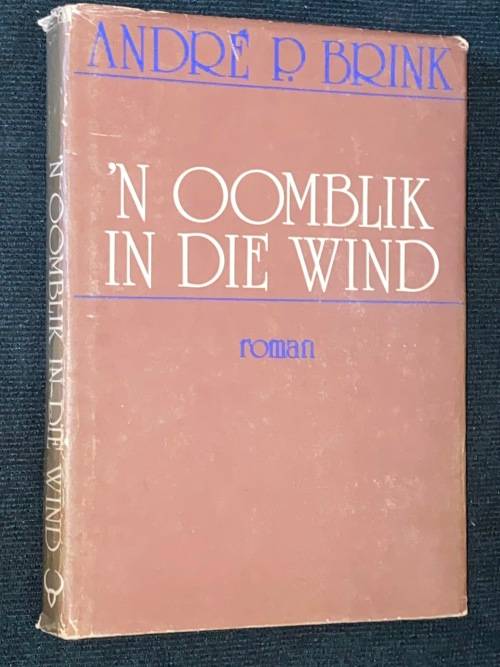 ANDRÉ P. BRINK
'N OOMBLIK
IN DIE WIND
roman
'N OOMBLIK IN DIE WIND